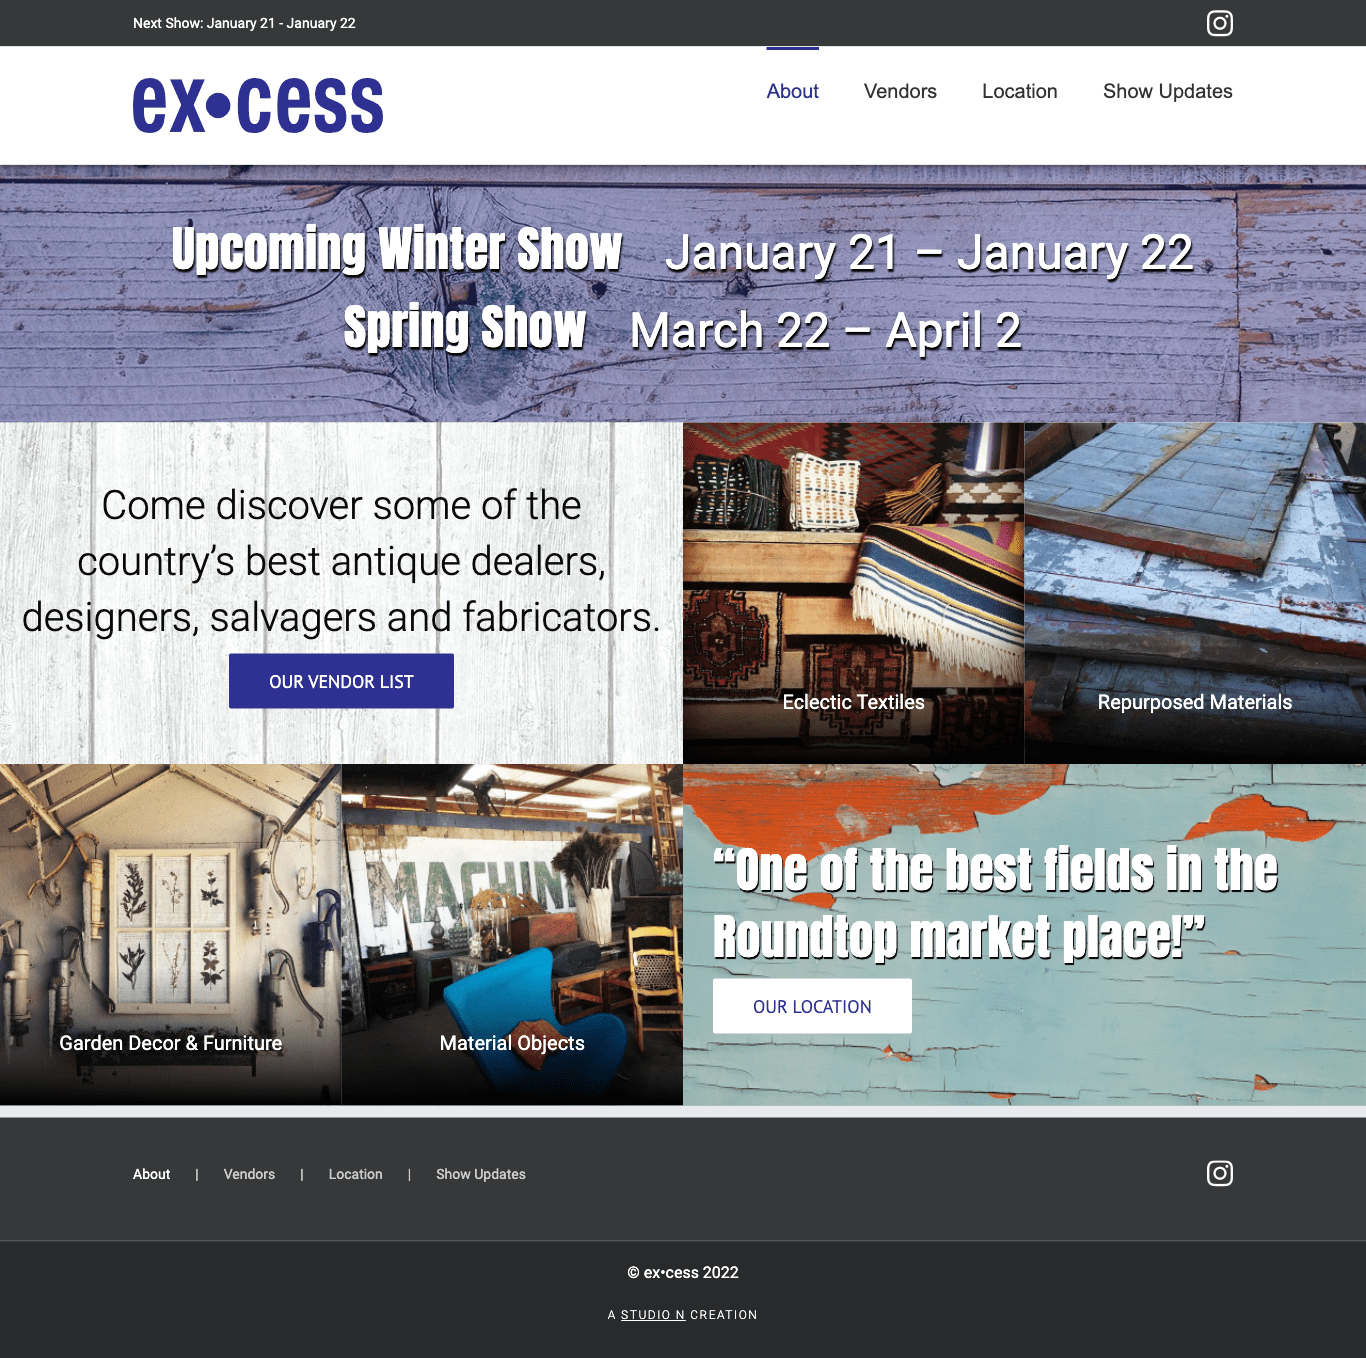 Next Show: January 21 - January 22
ex•cess
About Vendors Location Show Updates
Upcoming Winter Show January 21 – January 22
Spring Show March 22 – April 2
Come discover some of the
country’s best antique dealers,
designers, salvagers and fabricators.
OUR VENDOR LIST
Eclectic Textiles
Repurposed Materials
MACHIN
Garden Decor & Furniture
Material Objects
“One of the best fields in the
Roundtop market place!”
OUR LOCATION
About | Vendors | Location | Show Updates
© ex•cess 2022
A STUDIO N CREATION